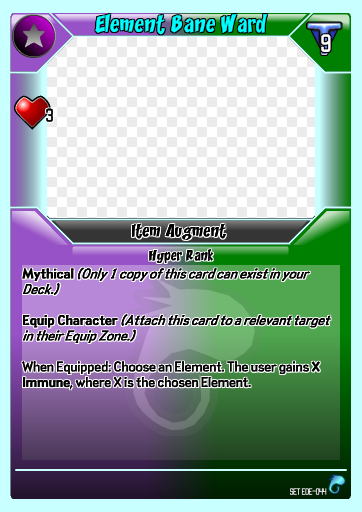 Element Bane Ward
9
3
Item Augment
Hyper Rank
Mythical (Only 1 copy of this card can exist in your
Deck.)
Equip Character (Attach this card to a relevant target
in their Equip Zone.)
When Equipped: Choose an Element. The user gains X
Immune, where X is the chosen Element.
SET EOE-044